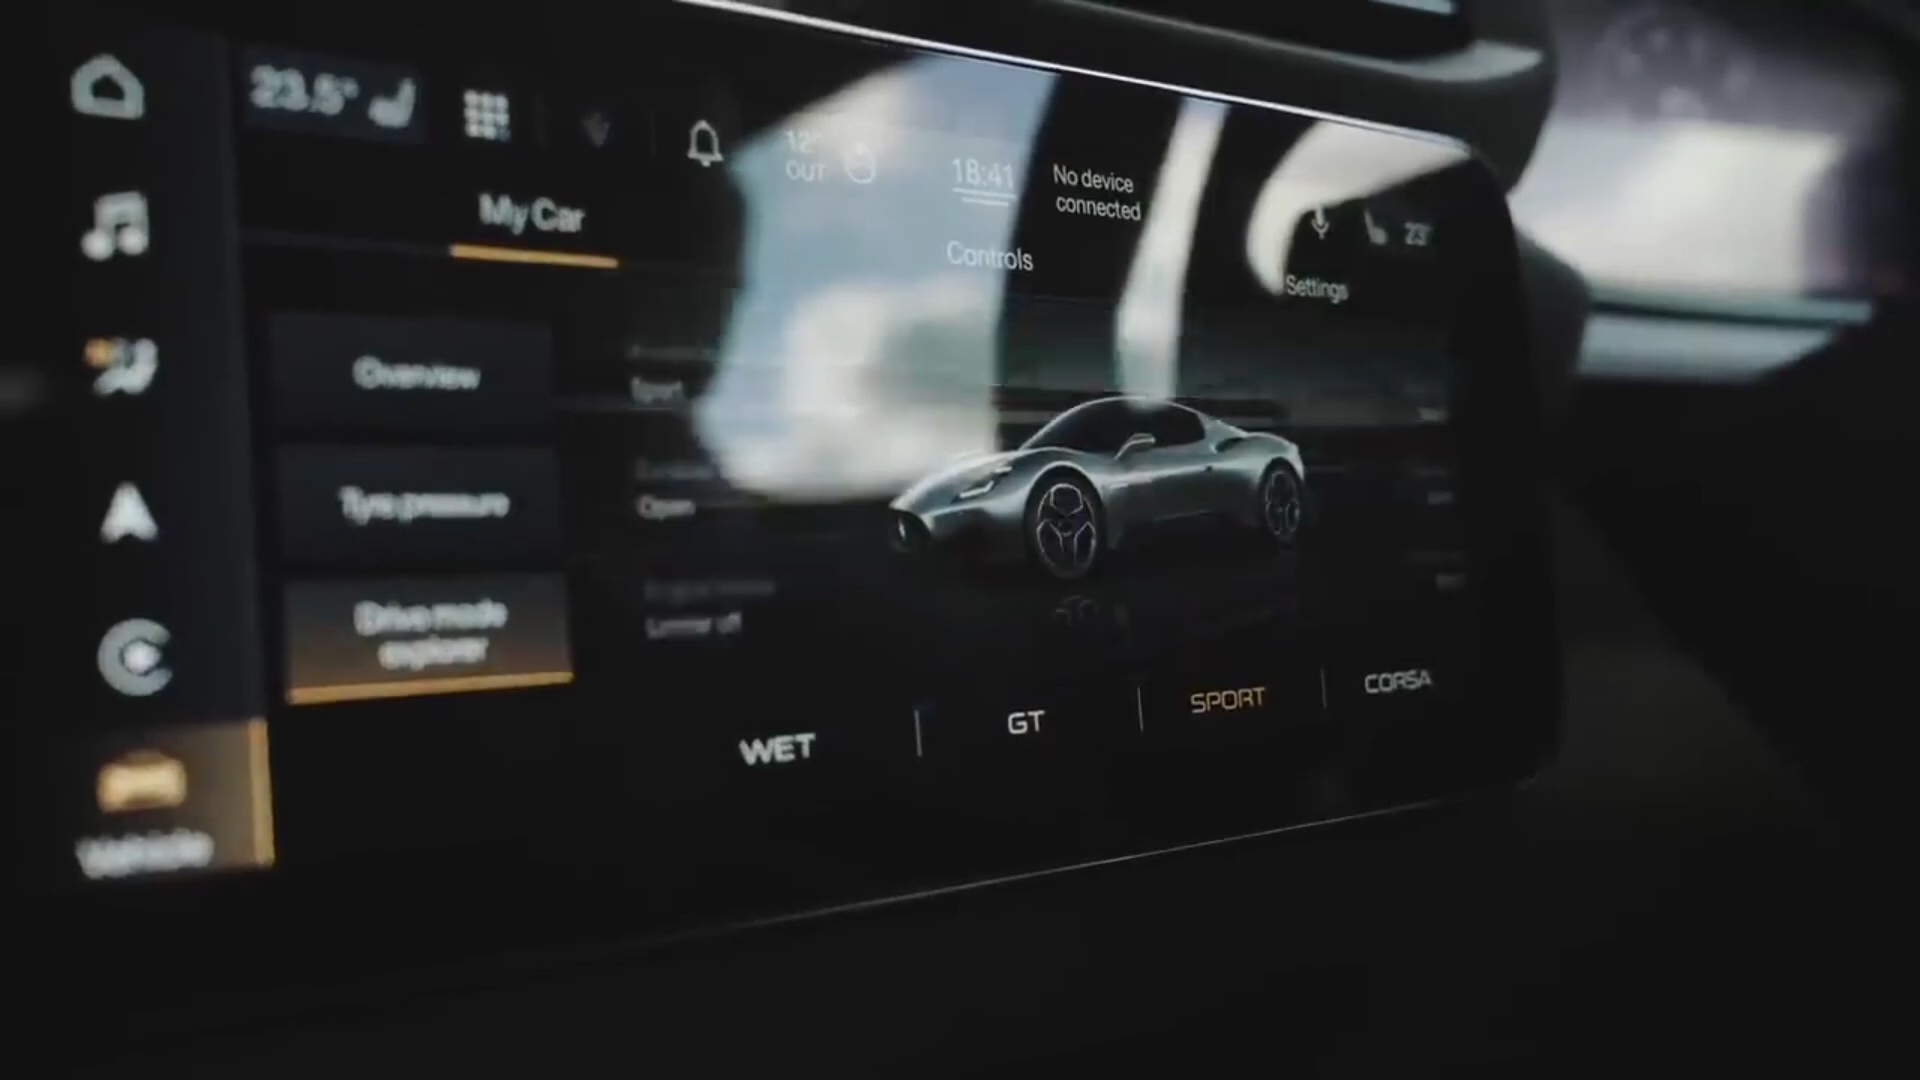 23.5°
12°
OUT
18:41
No device
connected
23°
My Car
Controls
Settings
Overview
Tyre pressure
Drive mode
explorer
Sport
Open
WET
GT
SPORT
CORSA
Vehicle